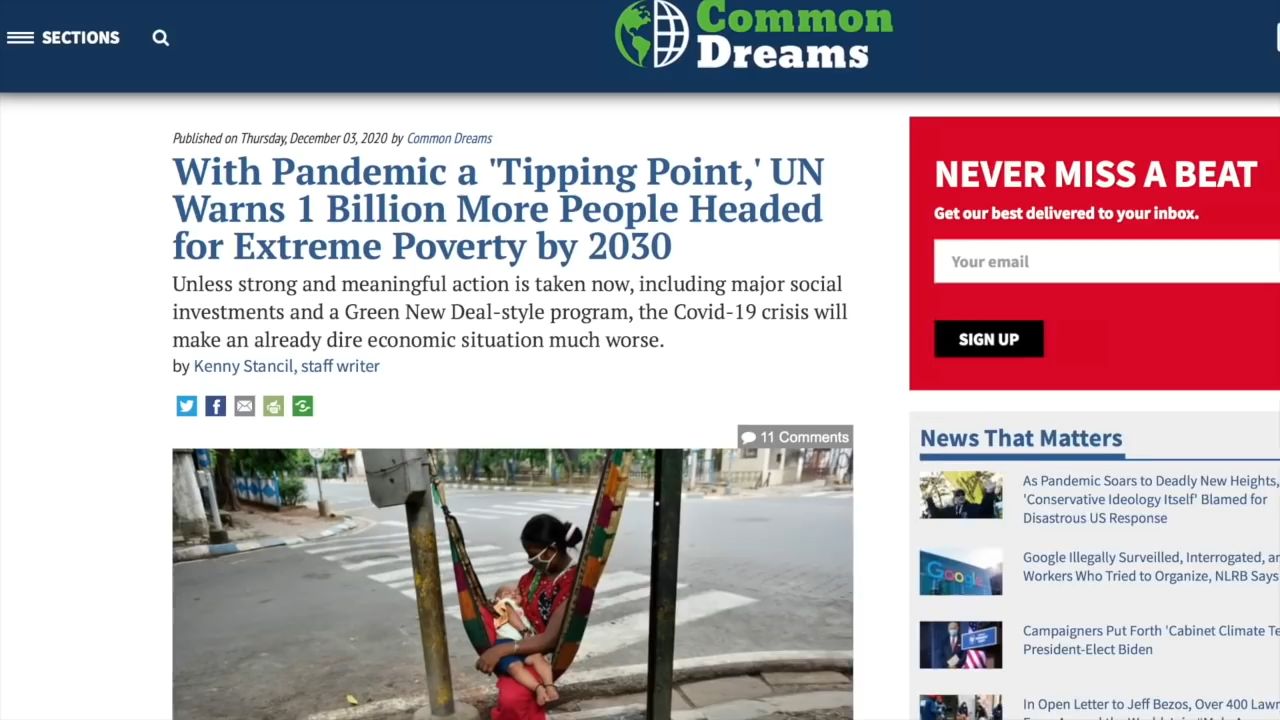 SECTIONS
Common
Dreams
Published on Thursday, December 03, 2020 by Common Dreams
With Pandemic a 'Tipping Point,' UN
Warns 1 Billion More People Headed
for Extreme Poverty by 2030
Unless strong and meaningful action is taken now, including major social
investments and a Green New Deal-style program, the Covid-19 crisis will
make an already dire economic situation much worse.
by Kenny Stancil, staff writer
11 Comments
NEVER MISS A BEAT
Get our best delivered to your inbox.
Your email
SIGN UP
News That Matters
As Pandemic Soars to Deadly New Heights,
'Conservative Ideology Itself' Blamed for
Disastrous US Response
Google
Google Illegally Surveilled, Interrogated,
Workers Who Tried to Organize, NLRB Says
Campaigners Put Forth 'Cabinet Climate
President-Elect Biden
In Open Letter to Jeff Bezos, Over 400